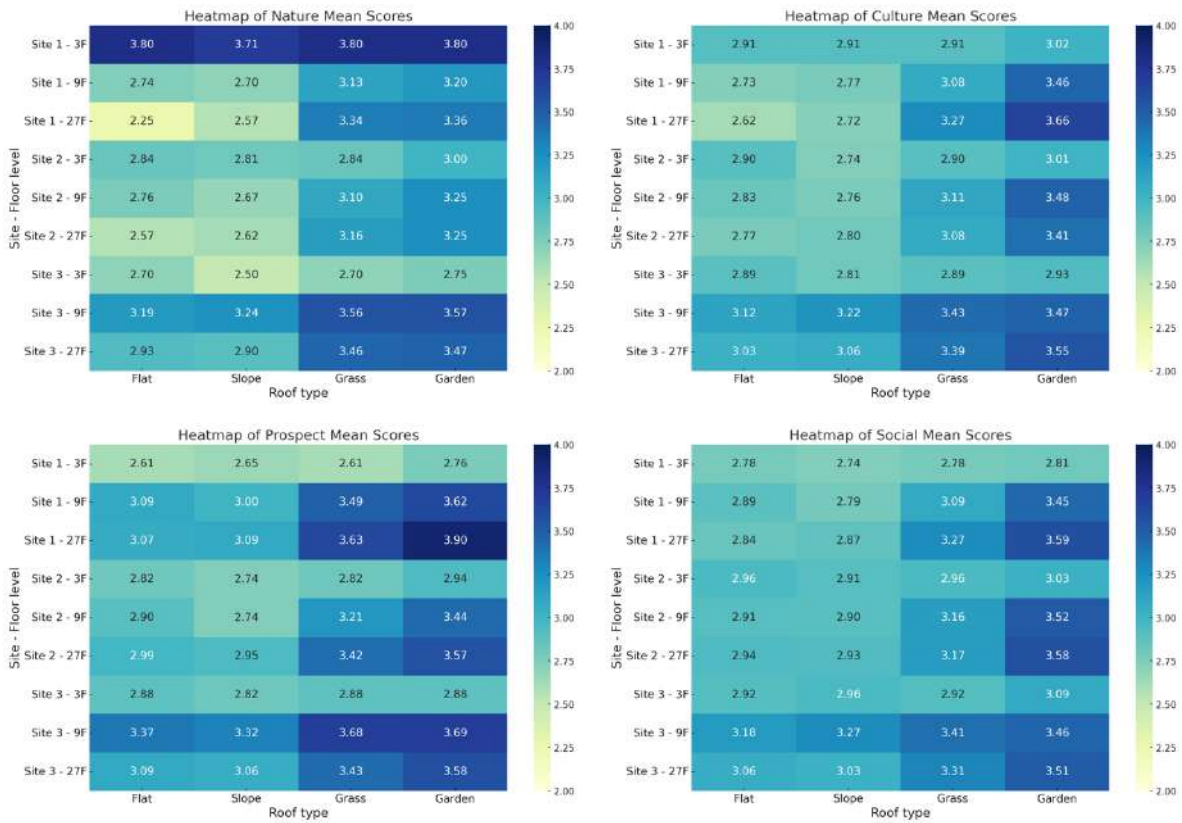 Heatmap of Nature Mean Scores
Site - Floor level
Site 1 - 3F 3.80 3.71 3.80 3.80
Site 1 - 9F 2.74 2.70 3.13 3.20
Site 1 - 27F 2.25 2.57 3.34 3.36
Site 2 - 3F 2.84 2.81 2.84 3.00
Site 2 - 9F 2.76 2.67 3.10 3.25
Site 2 - 27F 2.57 2.62 3.16 3.25
Site 3 - 3F 2.70 2.50 2.70 2.75
Site 3 - 9F 3.19 3.24 3.56 3.57
Site 3 - 27F 2.93 2.90 3.46 3.47
Flat Slope Grass Garden
Roof type
4.00
3.75
3.50
3.25
3.00
2.75
2.50
2.25
2.00
Heatmap of Culture Mean Scores
Site - Floor level
Site 1 - 3F 2.91 2.91 2.91 3.02
Site 1 - 9F 2.73 2.77 3.08 3.46
Site 1 - 27F 2.62 2.72 3.27 3.66
Site 2 - 3F 2.90 2.74 2.90 3.01
Site 2 - 9F 2.83 2.76 3.11 3.48
Site 2 - 27F 2.77 2.80 3.08 3.41
Site 3 - 3F 2.89 2.81 2.89 2.93
Site 3 - 9F 3.12 3.22 3.43 3.47
Site 3 - 27F 3.03 3.06 3.39 3.55
Flat Slope Grass Garden
Roof type
4.00
3.75
3.50
3.25
3.00
2.75
2.50
2.25
2.00
Heatmap of Prospect Mean Scores
Site - Floor level
Site 1 - 3F 2.61 2.65 2.61 2.76
Site 1 - 9F 3.09 3.00 3.49 3.62
Site 1 - 27F 3.07 3.09 3.63 3.90
Site 2 - 3F 2.82 2.74 2.82 2.94
Site 2 - 9F 2.90 2.74 3.21 3.44
Site 2 - 27F 2.99 2.95 3.42 3.57
Site 3 - 3F 2.88 2.82 2.88 2.88
Site 3 - 9F 3.37 3.32 3.68 3.69
Site 3 - 27F 3.09 3.06 3.43 3.58
Flat Slope Grass Garden
Roof type
4.00
3.75
3.50
3.25
3.00
2.75
2.50
2.25
2.00
Heatmap of Social Mean Scores
Site - Floor level
Site 1 - 3F 2.78 2.74 2.78 2.81
Site 1 - 9F 2.89 2.79 3.09 3.45
Site 1 - 27F 2.84 2.87 3.27 3.59
Site 2 - 3F 2.96 2.91 2.96 3.03
Site 2 - 9F 2.91 2.90 3.16 3.52
Site 2 - 27F 2.94 2.93 3.17 3.58
Site 3 - 3F 2.92 2.96 2.92 3.09
Site 3 - 9F 3.18 3.27 3.41 3.46
Site 3 - 27F 3.06 3.03 3.31 3.51
Flat Slope Grass Garden
Roof type
4.00
3.75
3.50
3.25
3.00
2.75
2.50
2.25
2.00